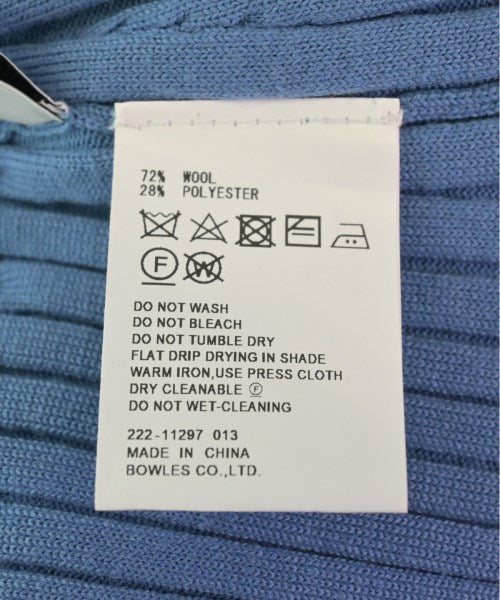 72% WOOL
28% POLYESTER
F W
DO NOT WASH
DO NOT BLEACH
DO NOT TUMBLE DRY
FLAT DRIP DRYING IN SHADE
WARM IRON,USE PRESS CLOTH
DRY CLEANABLE Ⓕ
DO NOT WET-CLEANING
222-11297 013
MADE IN CHINA
BOWLES CO.,LTD.